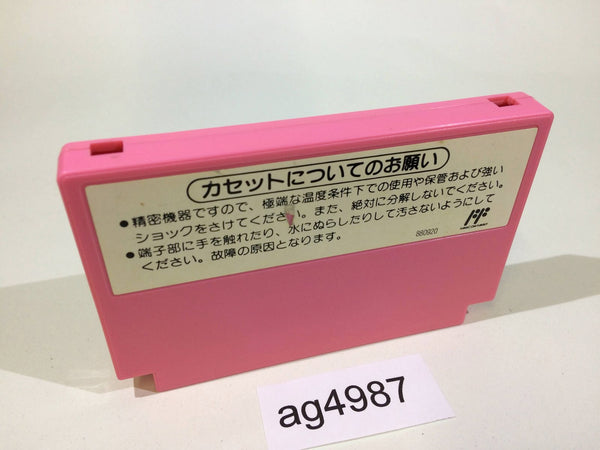 カセットについてのお願い
●精密機器ですので、極端な温度条件下での使用や保管および強い
ショックをさけてください。また、絶対に分解しないでください。
●端子部に手を触れたり、水にぬらしたりして汚さないようにして
ください。故障の原因となります。
880920
ag4987